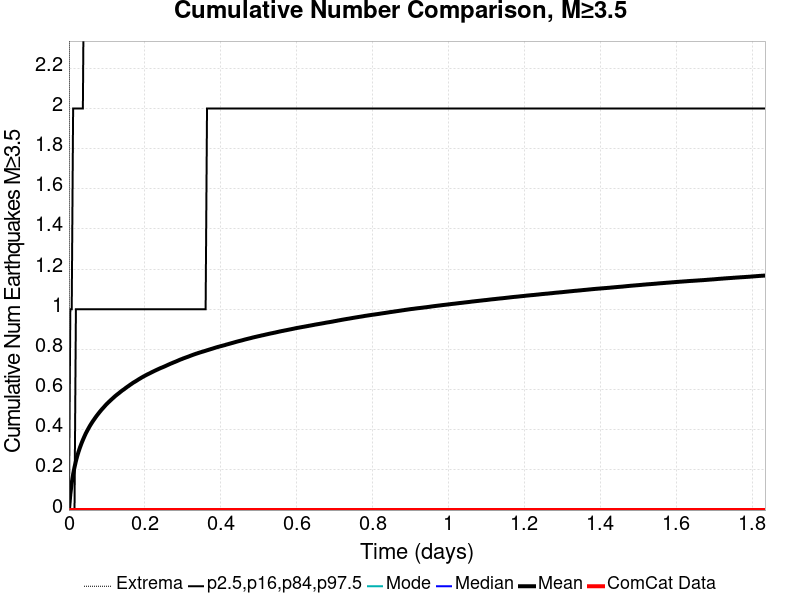 Cumulative Number Comparison, M≥3.5
Cumulative Num Earthquakes M≥3.5
2.2
2
1.8
1.6
1.4
1.2
1
0.8
0.6
0.4
0.2
0
0 0.2 0.4 0.6 0.8 1 1.2 1.4 1.6 1.8
Time (days)
Extrema p2.5,p16,p84,p97.5 Mode Median Mean ComCat Data